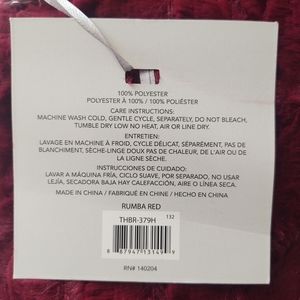 100% POLYESTER
POLYESTER À 100% / 100% POLIÉSTER
CARE INSTRUCTIONS:
MACHINE WASH COLD, GENTLE CYCLE, SEPARATELY, DO NOT BLEACH,
TUMBLE DRY LOW NO HEAT, AIR OR LINE DRY.
ENTRETIEN:
LAVAGE EN MACHINE À FROID, CYCLE DÉLICAT, SÉPARÉMENT, PAS DE
BLANCHIMENT, SÈCHE-LINGE DOUX PAS DE CHALEUR, DE L'AIR OU DE
LA LIGNE SÈCHE.
INSTRUCCIONES DE CUIDADO:
LAVAR A MÁQUINA FRÍA, CICLO SUAVE, POR SEPARADO, NO USAR
LEJÍA, SECADORA BAJA HAY CALEFACCIÓN, AIRE O LÍNEA SECA.
MADE IN CHINA / FABRIQUÉ EN CHINE / HECHO EN CHINA
RUMBA RED
THBR-379H
132
8 87947 13149 9
RN# 140204